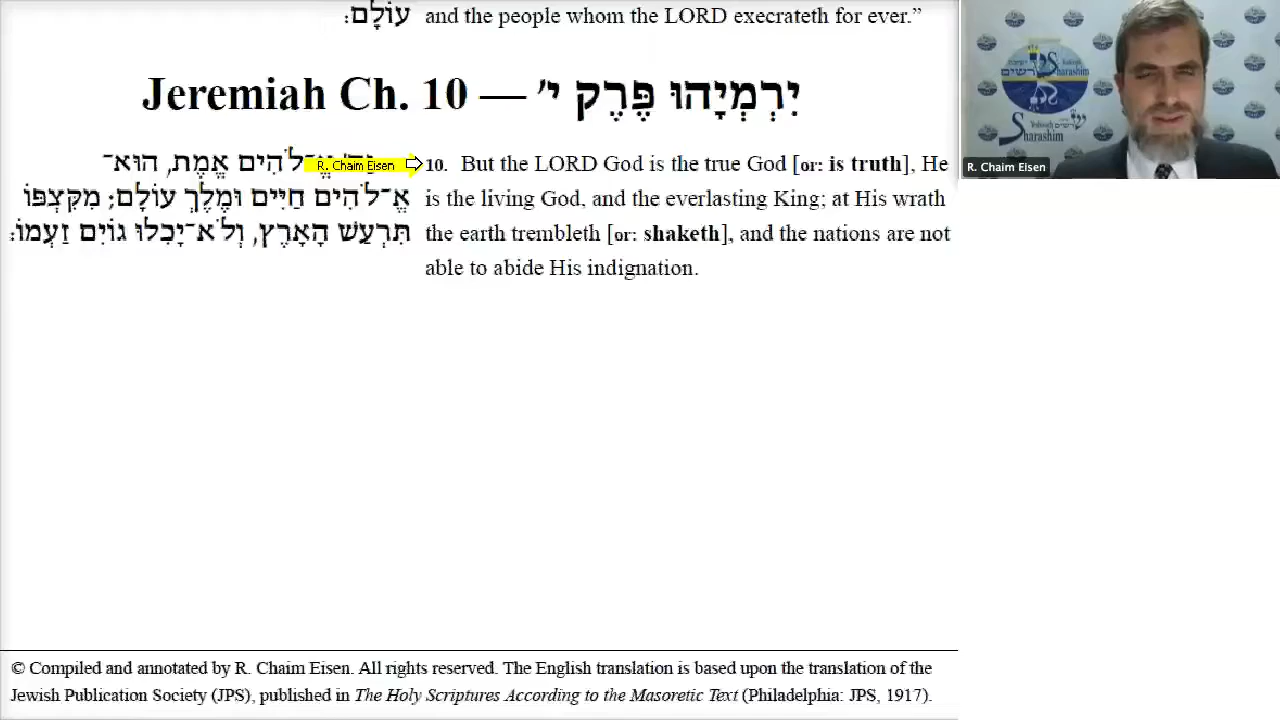 עוֹלָם: and the people whom the LORD execrateth for ever.”
Jeremiah Ch. 10 — יִרְמְיָהוּ פֶּרֶק י׳
אֱ־לֹהִים אֱמֶת, הוּא־
אֱ־לֹהִים חַיִּים וּמֶלֶךְ עוֹלָם; מִקִּצְפּוֹ
תִּרְעַשׁ הָאָרֶץ, וְלֹא־יָכִלוּ גוֹיִם זַעְמוֹ:
R. Chaim Eisen
10. But the LORD God is the true God [or: is truth], He
is the living God, and the everlasting King; at His wrath
the earth trembleth [or: shaketh], and the nations are not
able to abide His indignation.
© Compiled and annotated by R. Chaim Eisen. All rights reserved. The English translation is based upon the translation of the
Jewish Publication Society (JPS), published in The Holy Scriptures According to the Masoretic Text (Philadelphia: JPS, 1917).
Sharashim
שרשים
Sharashim
R. Chaim Eisen